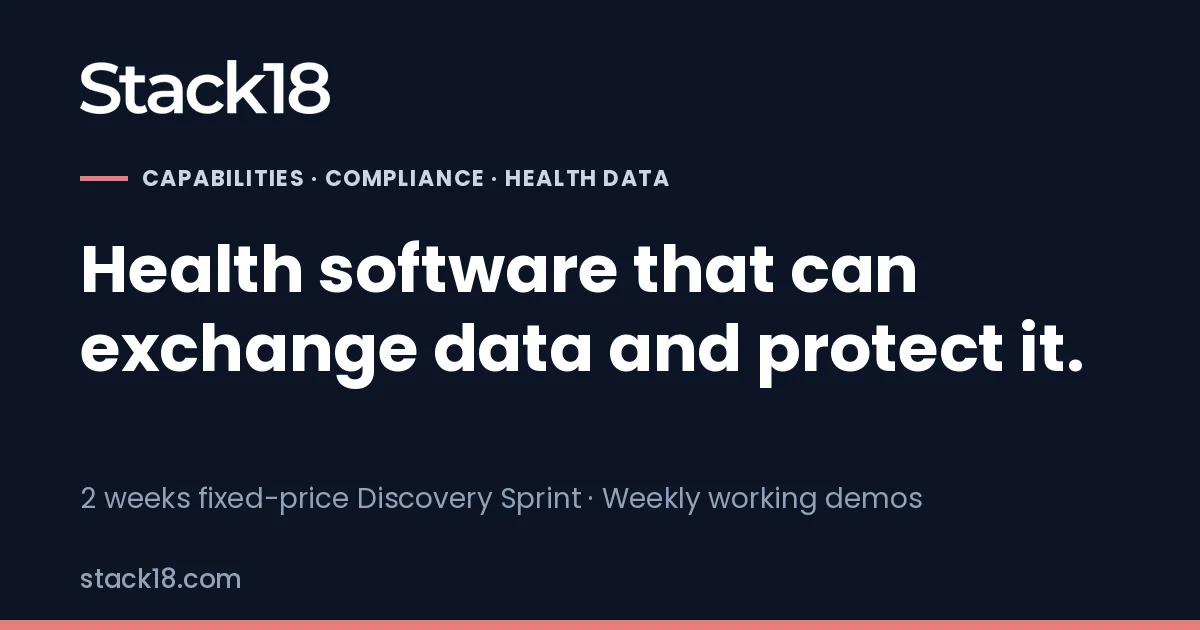 Stack18
CAPABILITIES · COMPLIANCE · HEALTH DATA
Health software that can
exchange data and protect it.
2 weeks fixed-price Discovery Sprint · Weekly working demos
stack18.com